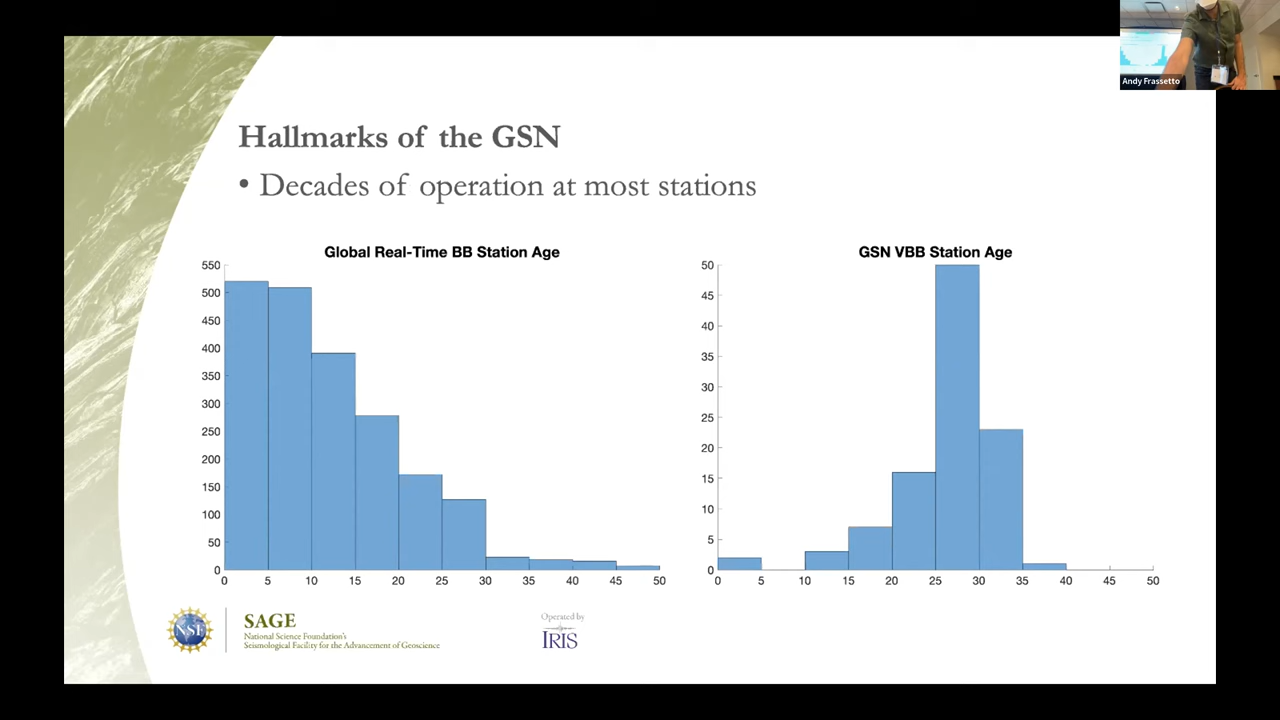 Andy Frassetto
Hallmarks of the GSN
• Decades of operation at most stations
Global Real-Time BB Station Age
550
500
450
400
350
300
250
200
150
100
50
0
0 5 10 15 20 25 30 35 40 45 50
GSN VBB Station Age
50
45
40
35
30
25
20
15
10
5
0
0 5 10 15 20 25 30 35 40 45 50
NSF
SAGE
National Science Foundation's
Seismological Facility for the Advancement of Geoscience
Operated by
IRIS